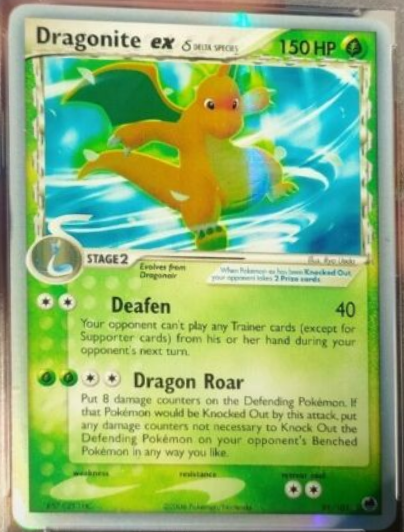 Dragonite ex δ DELTA SPECIES 150 HP
Illus. Ryo Ueda
STAGE 2
Evolves from
Dragonair
When Pokémon-ex has been Knocked Out,
your opponent takes 2 Prize cards.
Deafen 40
Your opponent can't play any Trainer cards (except for
Supporter cards) from his or her hand during your
opponent's next turn.
Dragon Roar
Put 8 damage counters on the Defending Pokémon. If
that Pokémon would be Knocked Out by this attack, put
any damage counters not necessary to Knock Out the
Defending Pokémon on your opponent's Benched
Pokémon in any way you like.
weakness resistance retreat cost